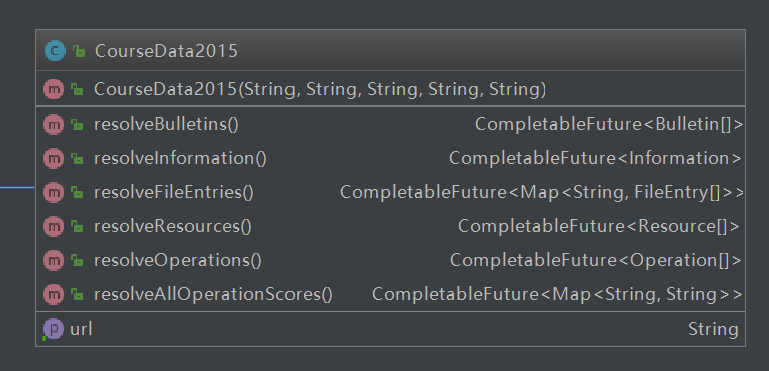 C CourseData2015
m CourseData2015(String, String, String, String, String)
m resolveBulletins() CompletableFuture<Bulletin[]>
m resolveInformation() CompletableFuture<Information>
m resolveFileEntries() CompletableFuture<Map<String, FileEntry[]>>
m resolveResources() CompletableFuture<Resource[]>
m resolveOperations() CompletableFuture<Operation[]>
m resolveAllOperationScores() CompletableFuture<Map<String, String>>
p url String